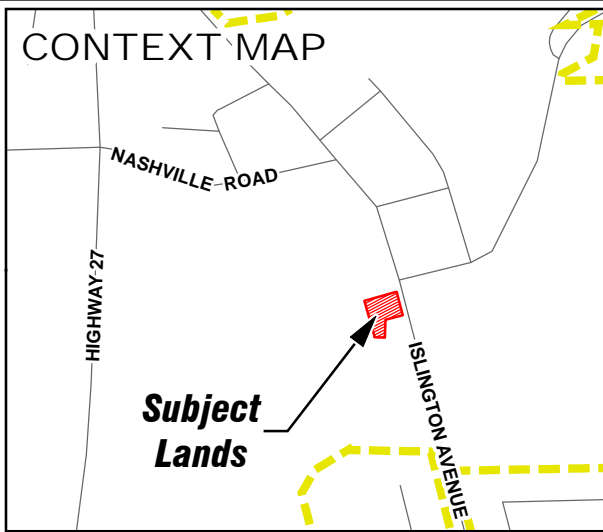 CONTEXT MAP
NASHVILLE ROAD
HIGHWAY 27
ISLINGTON AVENUE
Subject
Lands